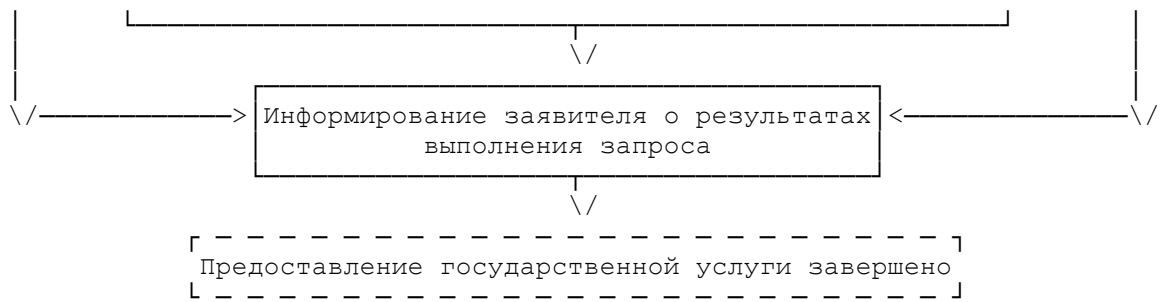 Информирование заявителя о результатах
выполнения запроса
Предоставление государственной услуги завершено